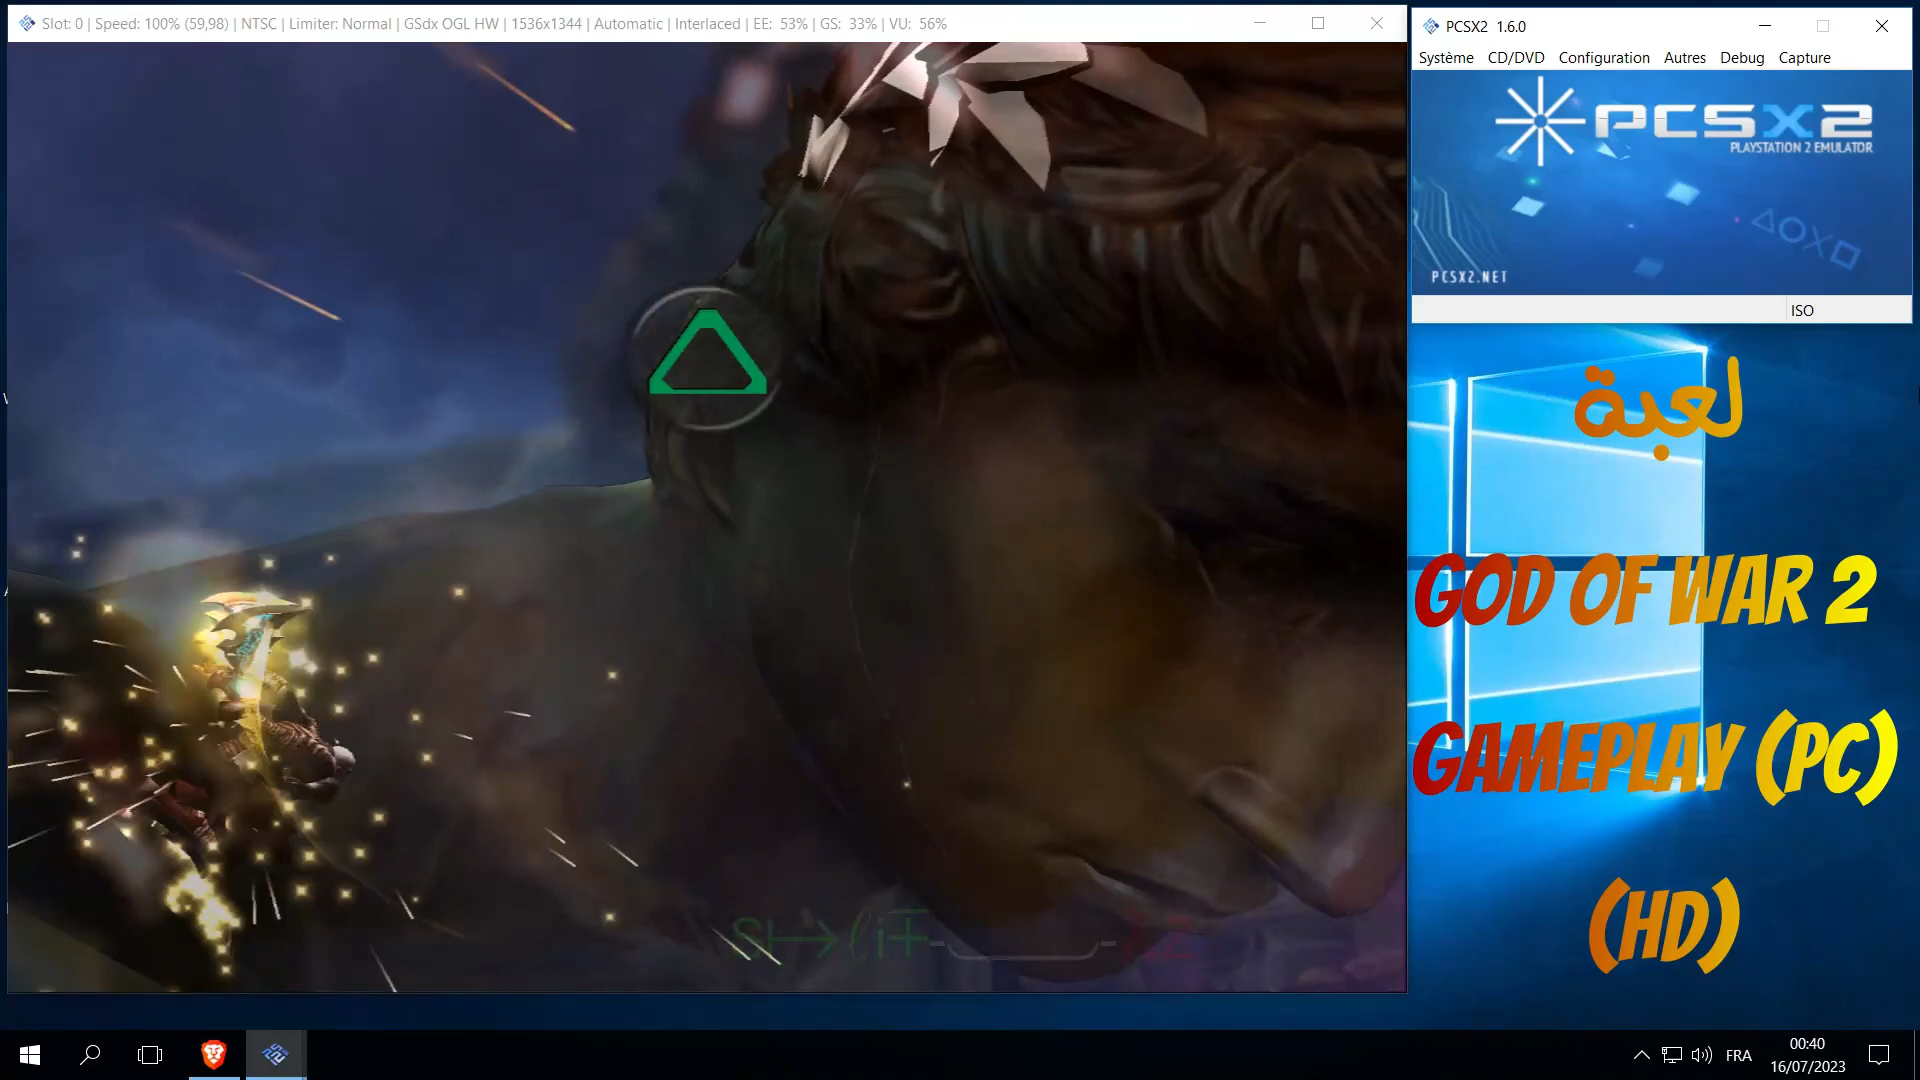 Slot: 0 | Speed: 100% (59,98) | NTSC | Limiter: Normal | GSdx OGL HW | 1536x1344 | Automatic | Interlaced | EE: 53% | GS: 33% | VU: 56%
PCSX2 1.6.0
Système CD/DVD Configuration Autres Debug Capture
PCSX2
PLAYSTATION 2 EMULATOR
PCSX2.NET
ISO
لعبة
GOD OF WAR 2
GAMEPLAY (PC)
(HD)
FRA
00:40
16/07/2023